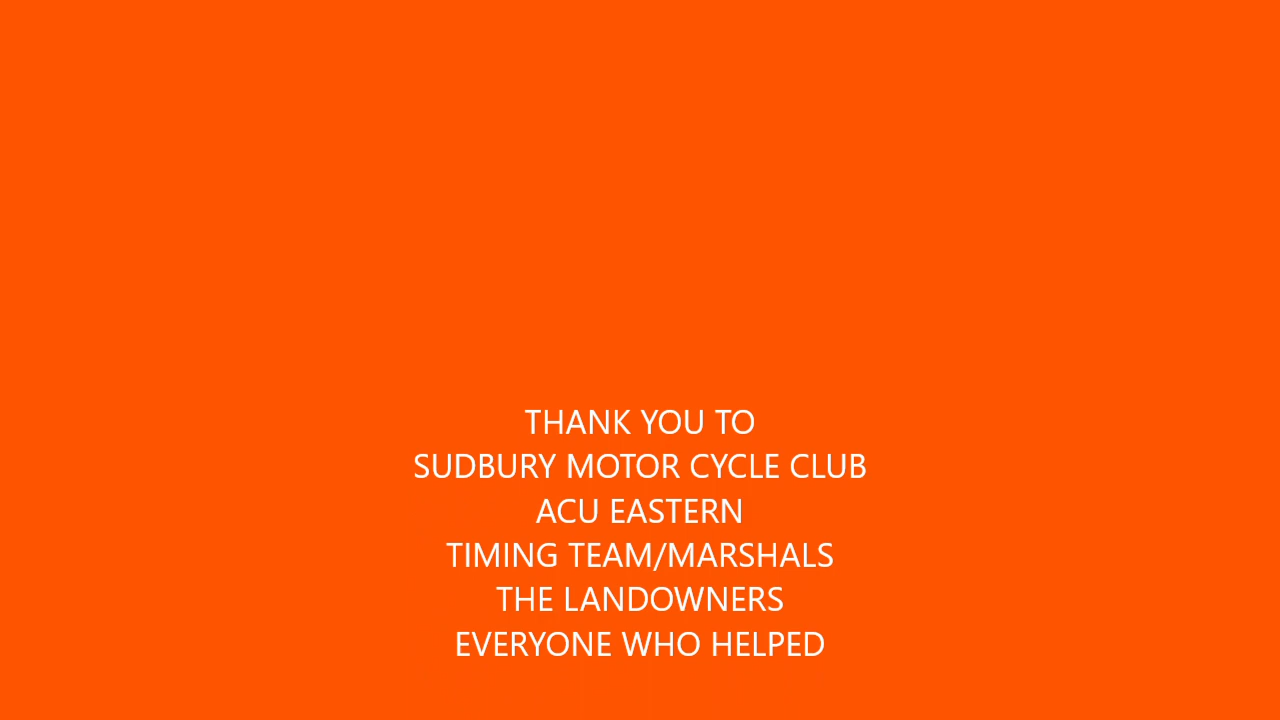 THANK YOU TO
SUDBURY MOTOR CYCLE CLUB
ACU EASTERN
TIMING TEAM/MARSHALS
THE LANDOWNERS
EVERYONE WHO HELPED